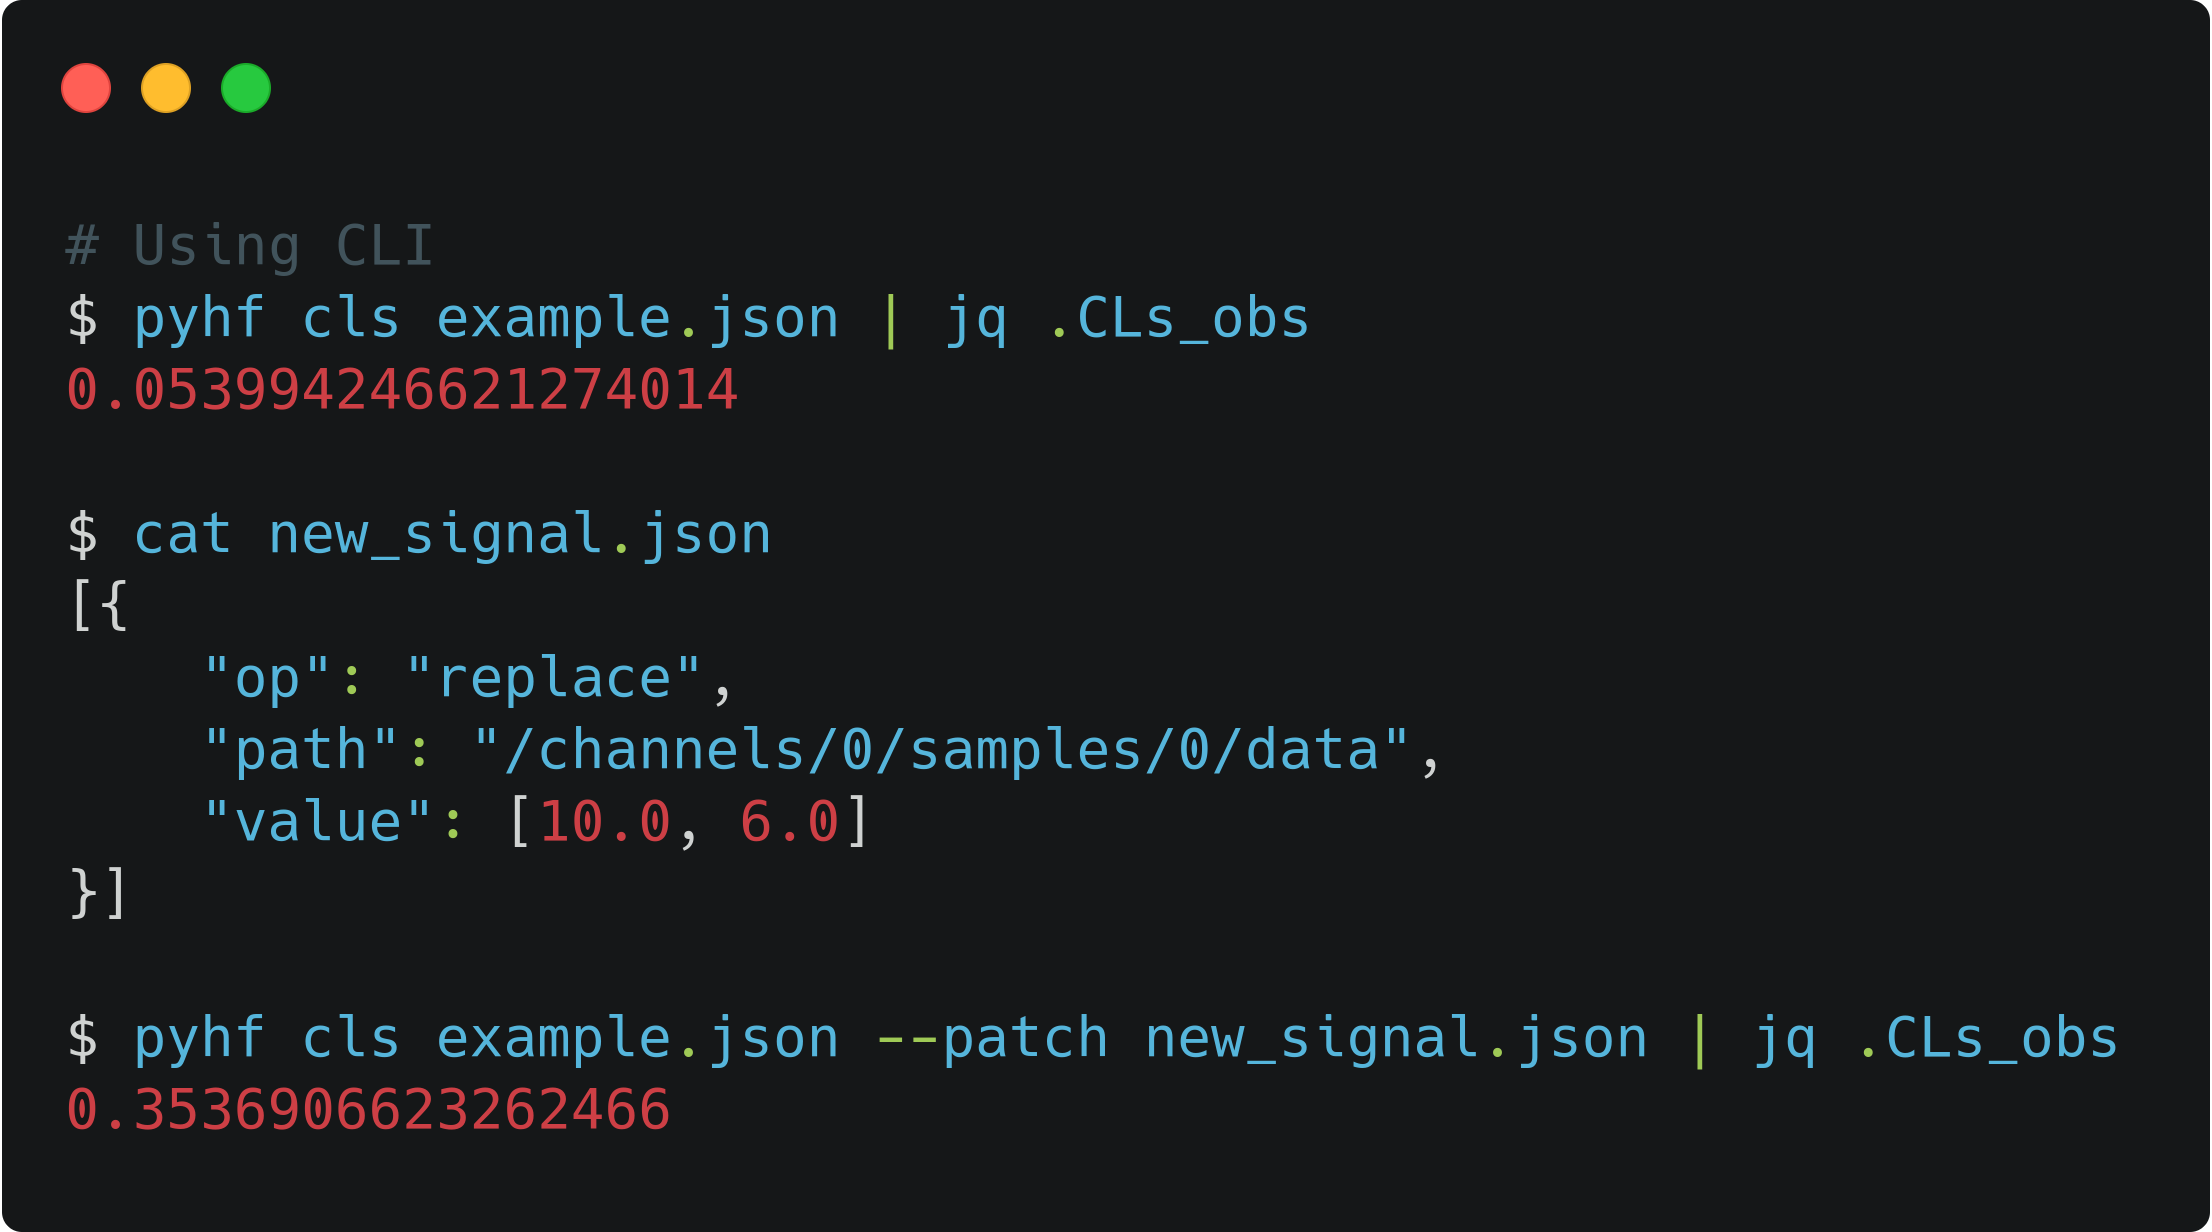 # Using CLI
$ pyhf cls example.json | jq .CLs_obs
0.053994246621274014
$ cat new_signal.json
[{
    "op": "replace",
    "path": "/channels/0/samples/0/data",
    "value": [10.0, 6.0]
}]
$ pyhf cls example.json --patch new_signal.json | jq .CLs_obs
0.3536906623262466